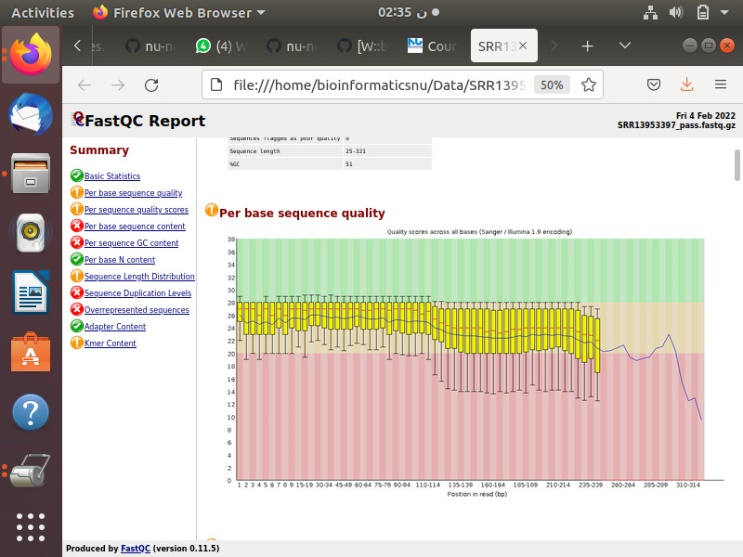 Activities Firefox Web Browser 02:35 ن
es. nu-n (4) W nu-n [W::b Cour SRR13
file:///home/bioinformaticsnu/Data/SRR1395 50%
FastQC Report
Fri 4 Feb 2022
SRR13953397_pass.fastq.gz
Summary
Basic Statistics
Per base sequence quality
Per sequence quality scores
Per base sequence content
Per sequence GC content
Per base N content
Sequence Length Distribution
Sequence Duplication Levels
Overrepresented sequences
Adapter Content
Kmer Content
Sequences flagged as poor quality 0
Sequence length 25-321
%GC 51
Per base sequence quality
Quality scores across all bases (Sanger / Illumina 1.9 encoding)
38
36
34
32
30
28
26
24
22
20
18
16
14
12
10
8
6
4
2
0
1 2 3 4 5 6 7 8 9 15-19 30-34 45-49 60-64 75-79 90-94 110-114 135-139 160-164 185-189 210-214 235-239 260-264 285-289 310-314
Position in read (bp)
Produced by FastQC (version 0.11.5)